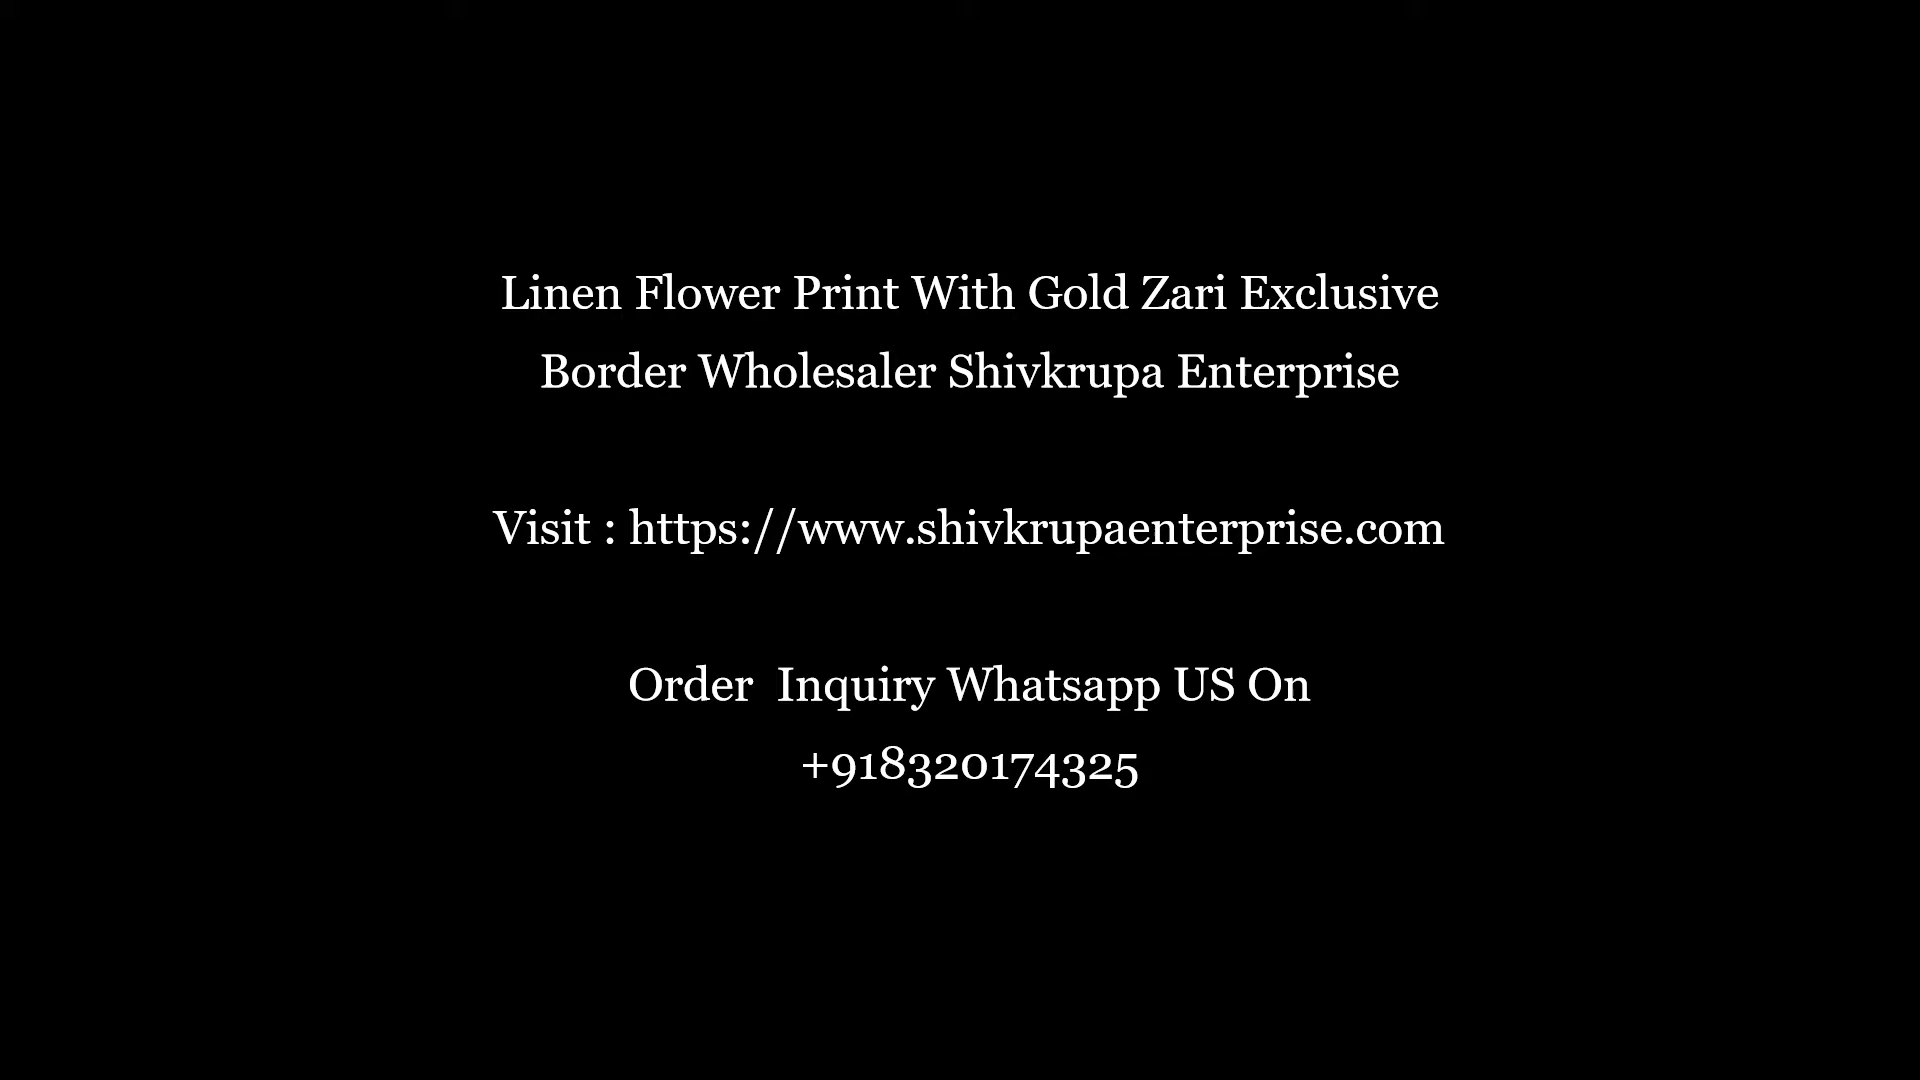 Linen Flower Print With Gold Zari Exclusive
Border Wholesaler Shivkrupa Enterprise
Visit : https://www.shivkrupaenterprise.com
Order  Inquiry Whatsapp US On
+918320174325